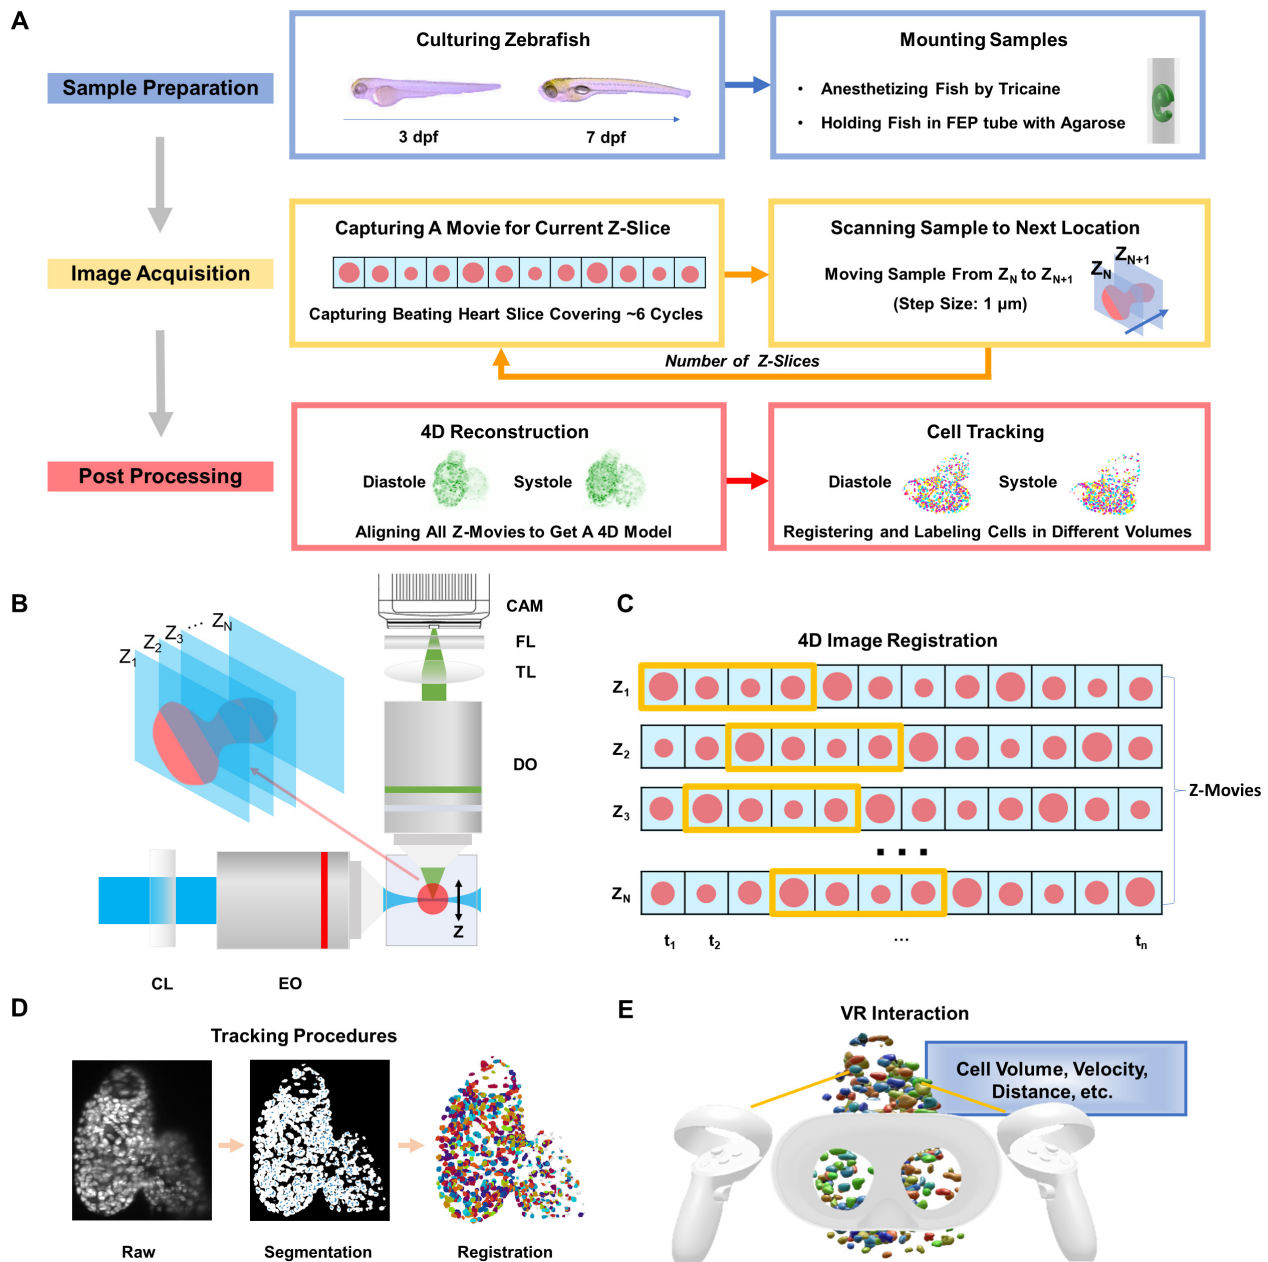 A
Sample Preparation
Culturing Zebrafish
3 dpf
7 dpf
Mounting Samples
• Anesthetizing Fish by Tricaine
• Holding Fish in FEP tube with Agarose
Image Acquisition
Capturing A Movie for Current Z-Slice
Capturing Beating Heart Slice Covering ~6 Cycles
Scanning Sample to Next Location
Moving Sample From ZN to ZN+1
(Step Size: 1 µm)
ZN
ZN+1
Number of Z-Slices
Post Processing
4D Reconstruction
Diastole
Systole
Aligning All Z-Movies to Get A 4D Model
Cell Tracking
Diastole
Systole
Registering and Labeling Cells in Different Volumes
B
Z1
Z2
Z3
...
ZN
CAM
FL
TL
DO
Z
CL
EO
C
4D Image Registration
Z1
Z2
Z3
...
ZN
Z-Movies
t1
t2
...
tn
D
Tracking Procedures
Raw
Segmentation
Registration
E
VR Interaction
Cell Volume, Velocity,
Distance, etc.